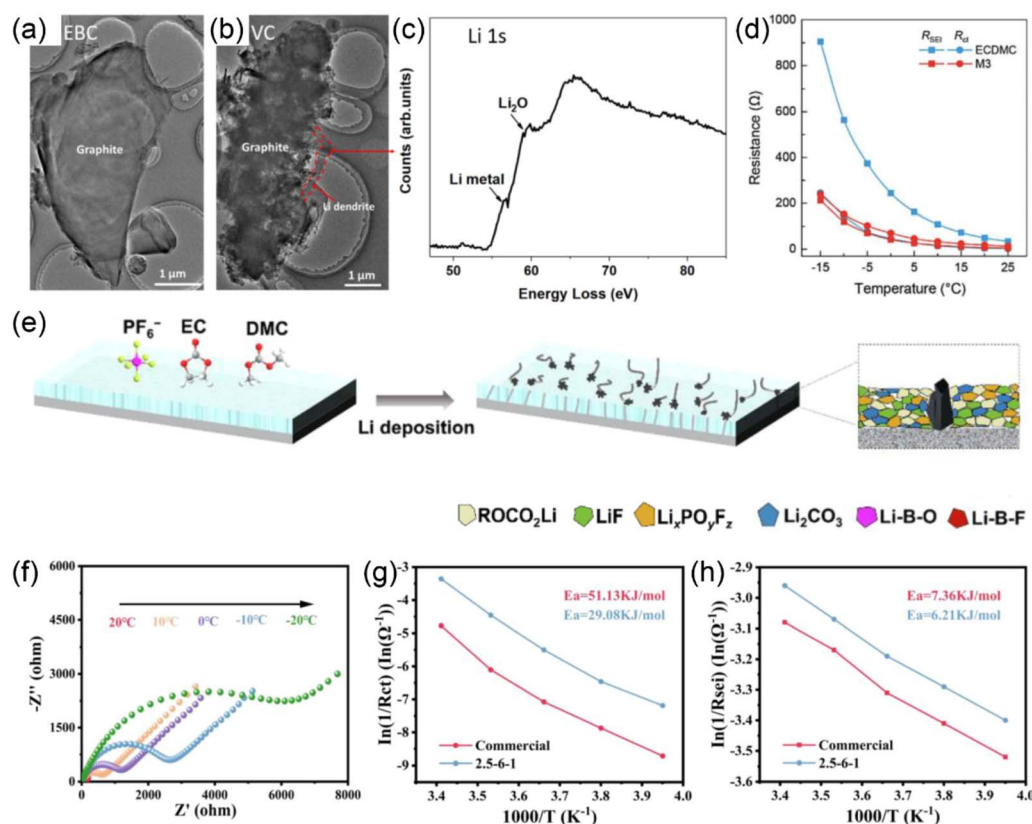 (a) EBC
Graphite
1 μm
(b) VC
Graphite
Li dendrite
1 μm
(c)
Li 1s
Li₂O
Li metal
Counts (arb.units)
50 60 70 80
Energy Loss (eV)
(d)
R_SEI R_ct
ECDMC
M3
1000
800
600
400
200
0
Resistance (Ω)
-15 -5 5 15 25
Temperature (°C)
(e)
PF₆⁻ EC DMC
Li deposition
ROCO₂Li LiF LiₓPOᵧF_z Li₂CO₃ Li-B-O Li-B-F
(f)
20℃ 10℃ 0℃ -10℃ -20℃
6000
4500
3000
1500
0
-Z'' (ohm)
0 2000 4000 6000 8000
Z' (ohm)
(g)
Ea=51.13KJ/mol
Ea=29.08KJ/mol
-2
-3
-4
-5
-6
-7
-8
-9
ln(1/Rct) (ln(Ω⁻¹))
Commercial
2.5-6-1
3.4 3.5 3.6 3.7 3.8 3.9 4.0
1000/T (K⁻¹)
(h)
Ea=7.36KJ/mol
Ea=6.21KJ/mol
-2.9
-3.0
-3.1
-3.2
-3.3
-3.4
-3.5
-3.6
ln(1/Rsei) (ln(Ω⁻¹))
Commercial
2.5-6-1
3.4 3.5 3.6 3.7 3.8 3.9 4.0
1000/T (K⁻¹)